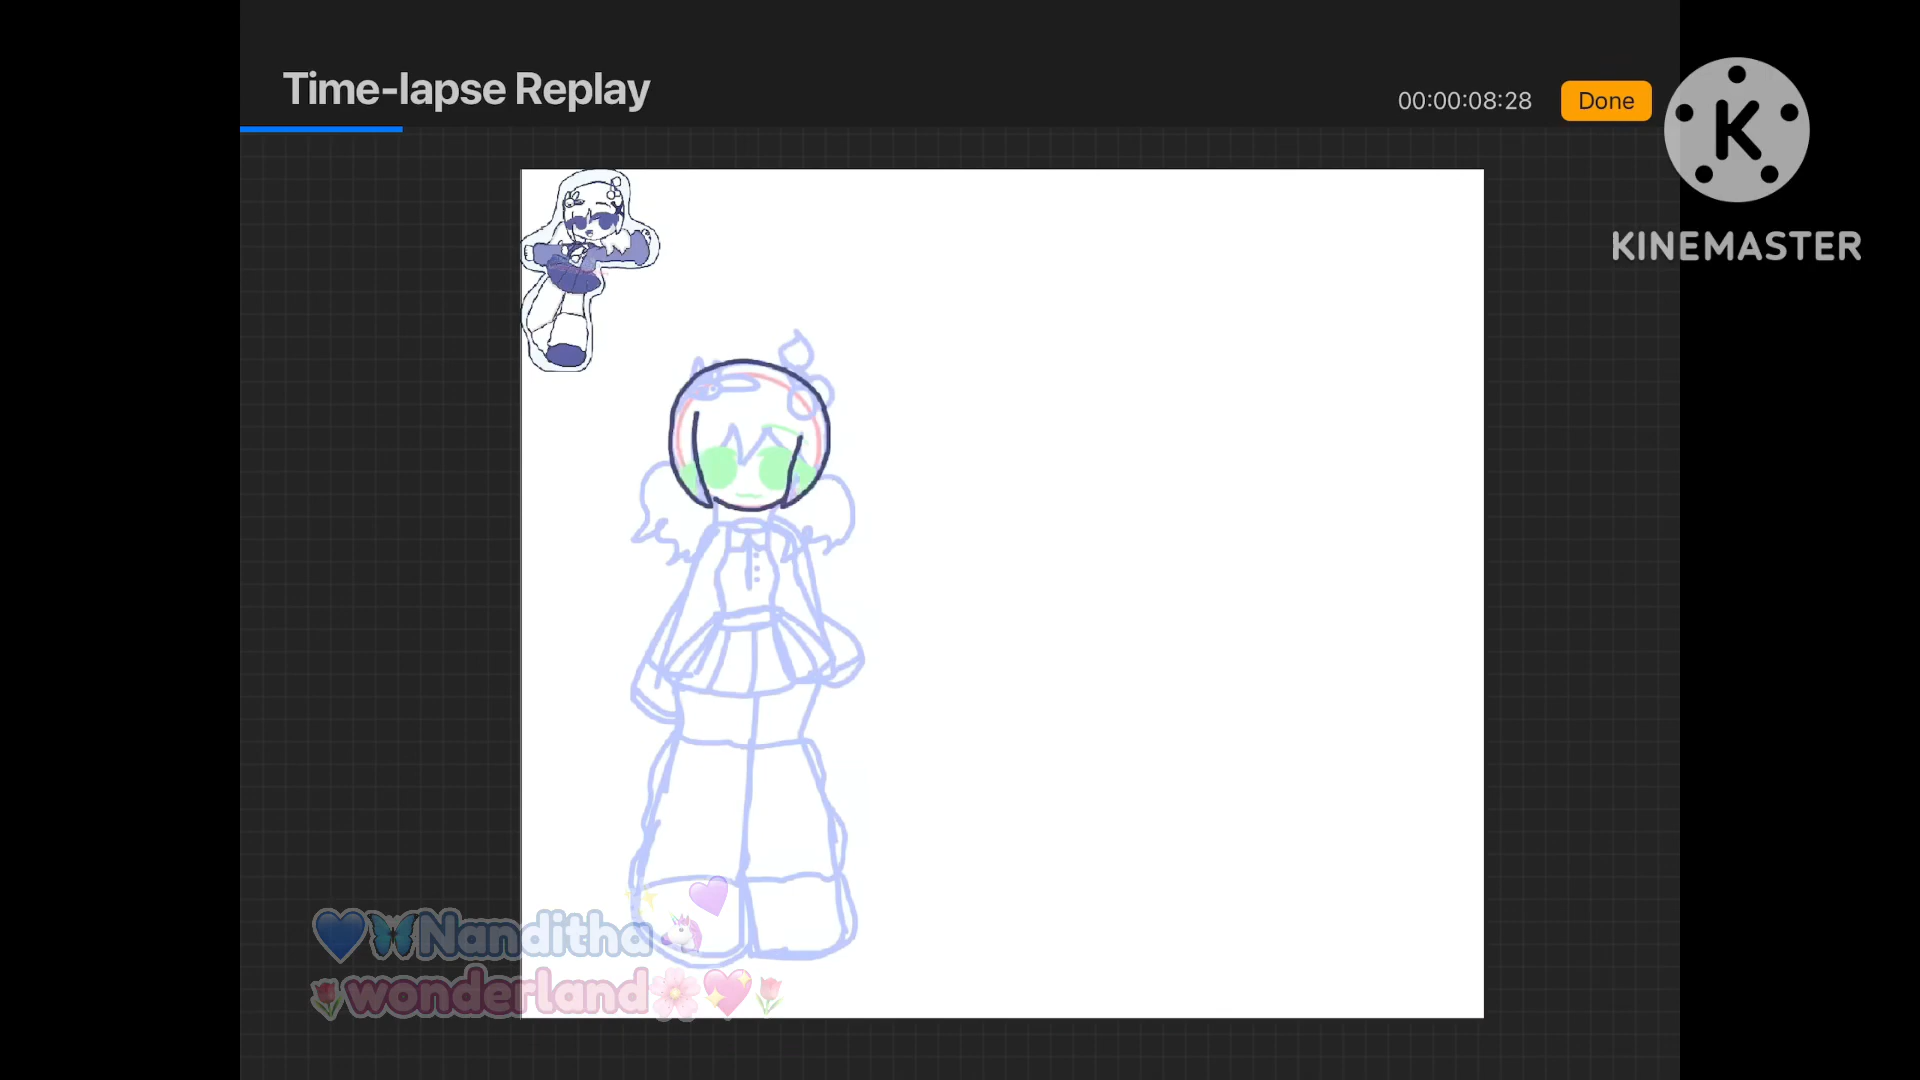 Time-lapse Replay
00:00:08:28
Done
K
KINEMASTER
💙🦋Nanditha🦄
🌷wonderland🌸💖🌷